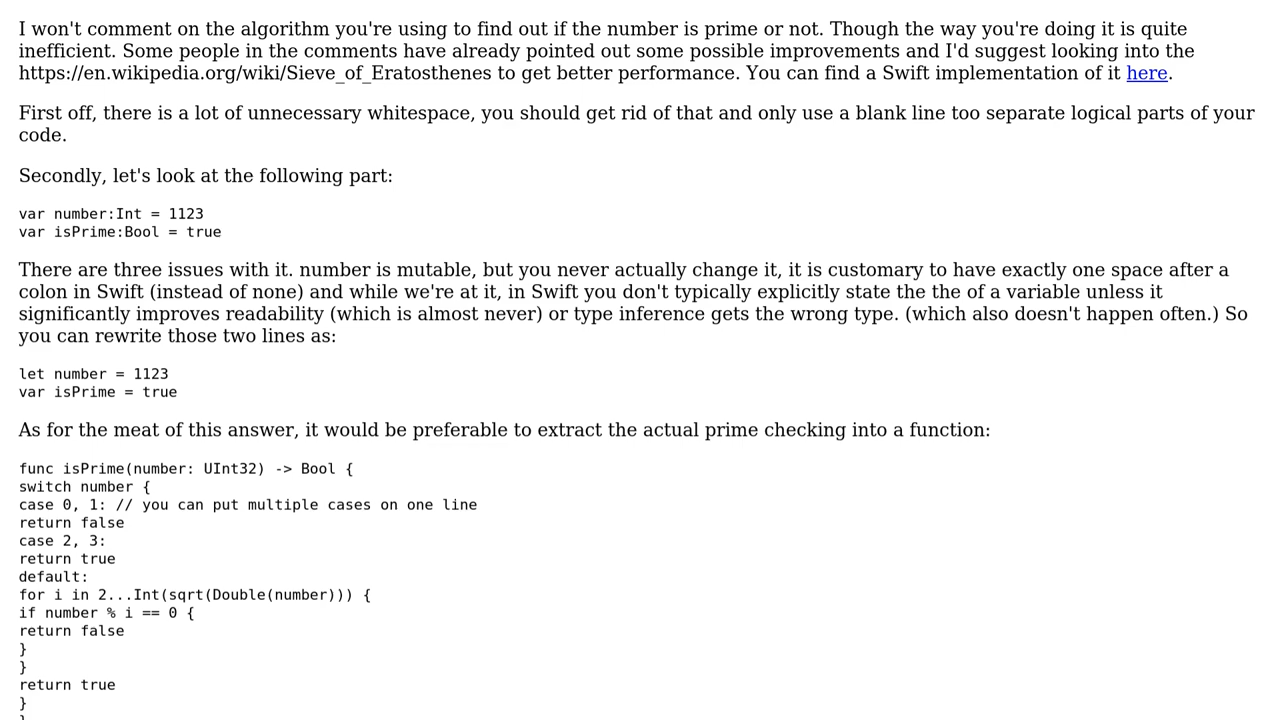 I won't comment on the algorithm you're using to find out if the number is prime or not. Though the way you're doing it is quite
inefficient. Some people in the comments have already pointed out some possible improvements and I'd suggest looking into the
https://en.wikipedia.org/wiki/Sieve_of_Eratosthenes to get better performance. You can find a Swift implementation of it here.
First off, there is a lot of unnecessary whitespace, you should get rid of that and only use a blank line too separate logical parts of your
code.
Secondly, let's look at the following part:
var number:Int = 1123
var isPrime:Bool = true
There are three issues with it. number is mutable, but you never actually change it, it is customary to have exactly one space after a
colon in Swift (instead of none) and while we're at it, in Swift you don't typically explicitly state the the of a variable unless it
significantly improves readability (which is almost never) or type inference gets the wrong type. (which also doesn't happen often.) So
you can rewrite those two lines as:
let number = 1123
var isPrime = true
As for the meat of this answer, it would be preferable to extract the actual prime checking into a function:
func isPrime(number: UInt32) -> Bool {
switch number {
case 0, 1: // you can put multiple cases on one line
return false
case 2, 3:
return true
default:
for i in 2...Int(sqrt(Double(number))) {
if number % i == 0 {
return false
}
}
return true
}
}